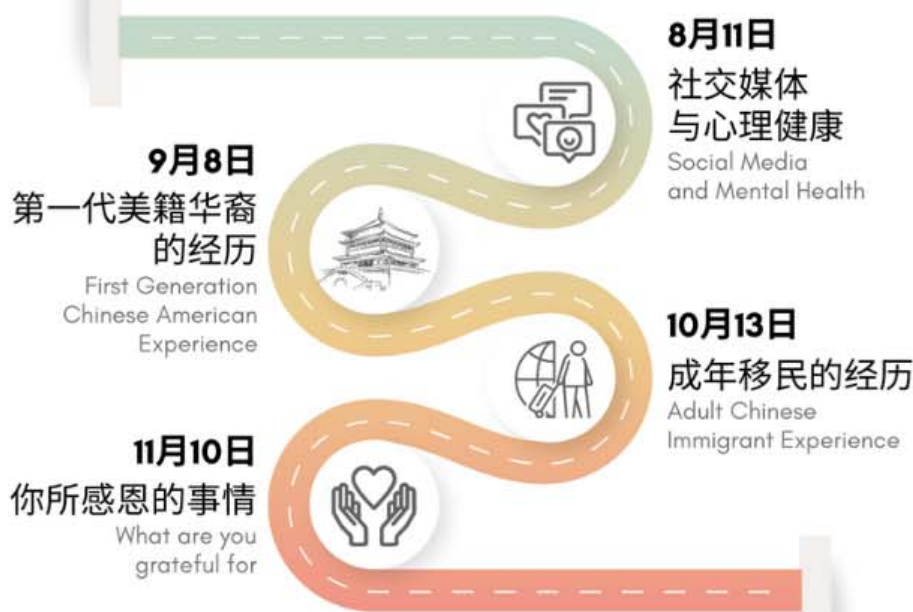 8月11日
社交媒体
与心理健康
Social Media
and Mental Health
9月8日
第一代美籍华裔
的经历
First Generation
Chinese American
Experience
10月13日
成年移民的经历
Adult Chinese
Immigrant Experience
11月10日
你所感恩的事情
What are you
grateful for